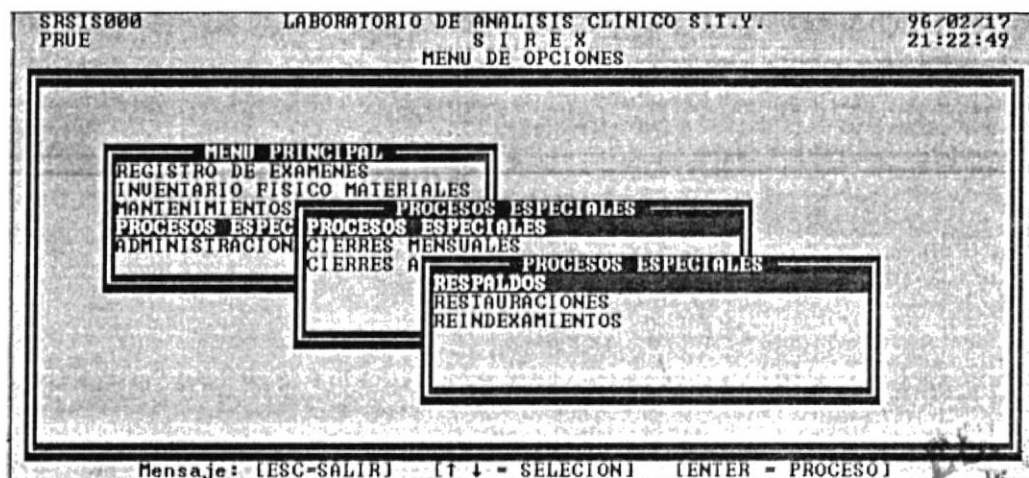 SRSIS000 LABORATORIO DE ANALISIS CLINICO S.T.Y. 96/02/17
PRUE S I R E X 21:22:49
MENU DE OPCIONES
MENU PRINCIPAL
REGISTRO DE EXAMENES
INVENTARIO FISICO MATERIALES
MANTENIMIENTOS
PROCESOS ESPEC
ADMINISTRACION
PROCESOS ESPECIALES
PROCESOS ESPECIALES
CIERRES MENSUALES
CIERRES A
PROCESOS ESPECIALES
RESPALDOS
RESTAURACIONES
REINDEXAMIENTOS
Mensaje: [ESC=SALIR] [↑ ↓ = SELECION] [ENTER = PROCESO]